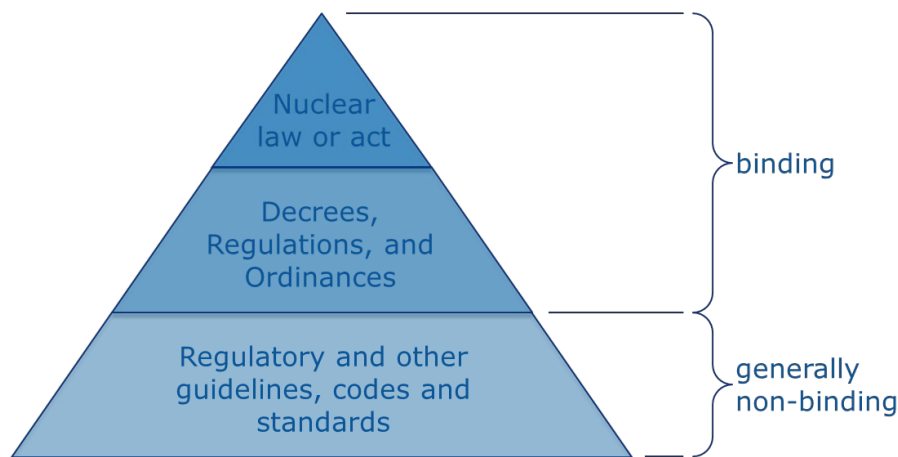 Nuclear
law or act
binding
Decrees,
Regulations, and
Ordinances
Regulatory and other
guidelines, codes and
standards
generally
non-binding